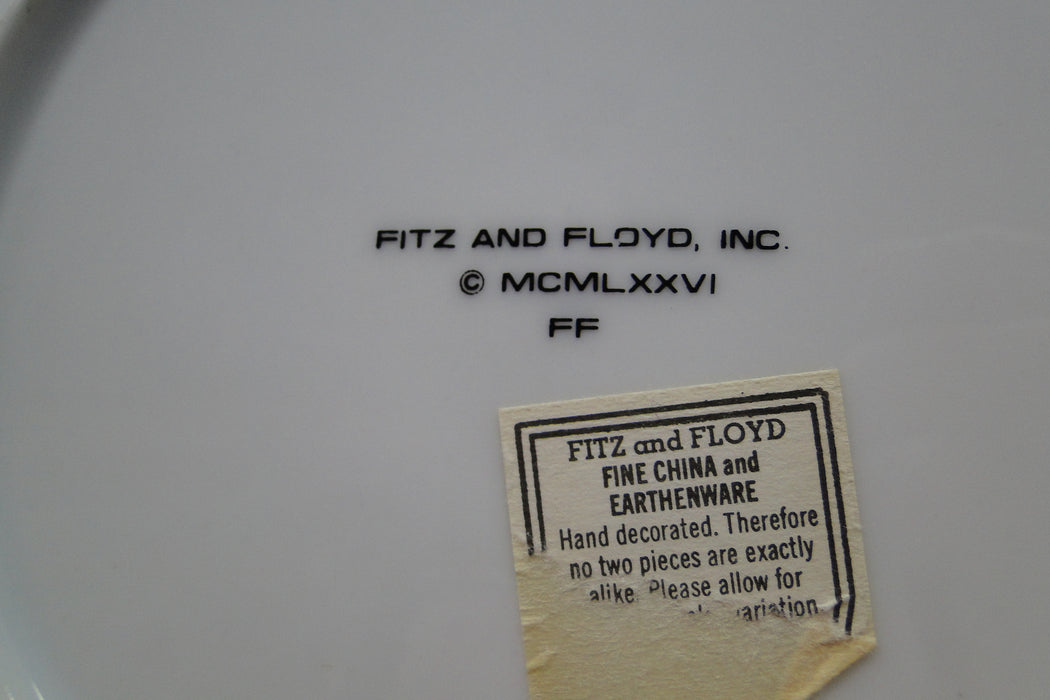 FITZ AND FLOYD, INC.
© MCMLXXVI
FF
FITZ and FLOYD
FINE CHINA and
EARTHENWARE
Hand decorated. Therefore
no two pieces are exactly
alike. Please allow for
variation